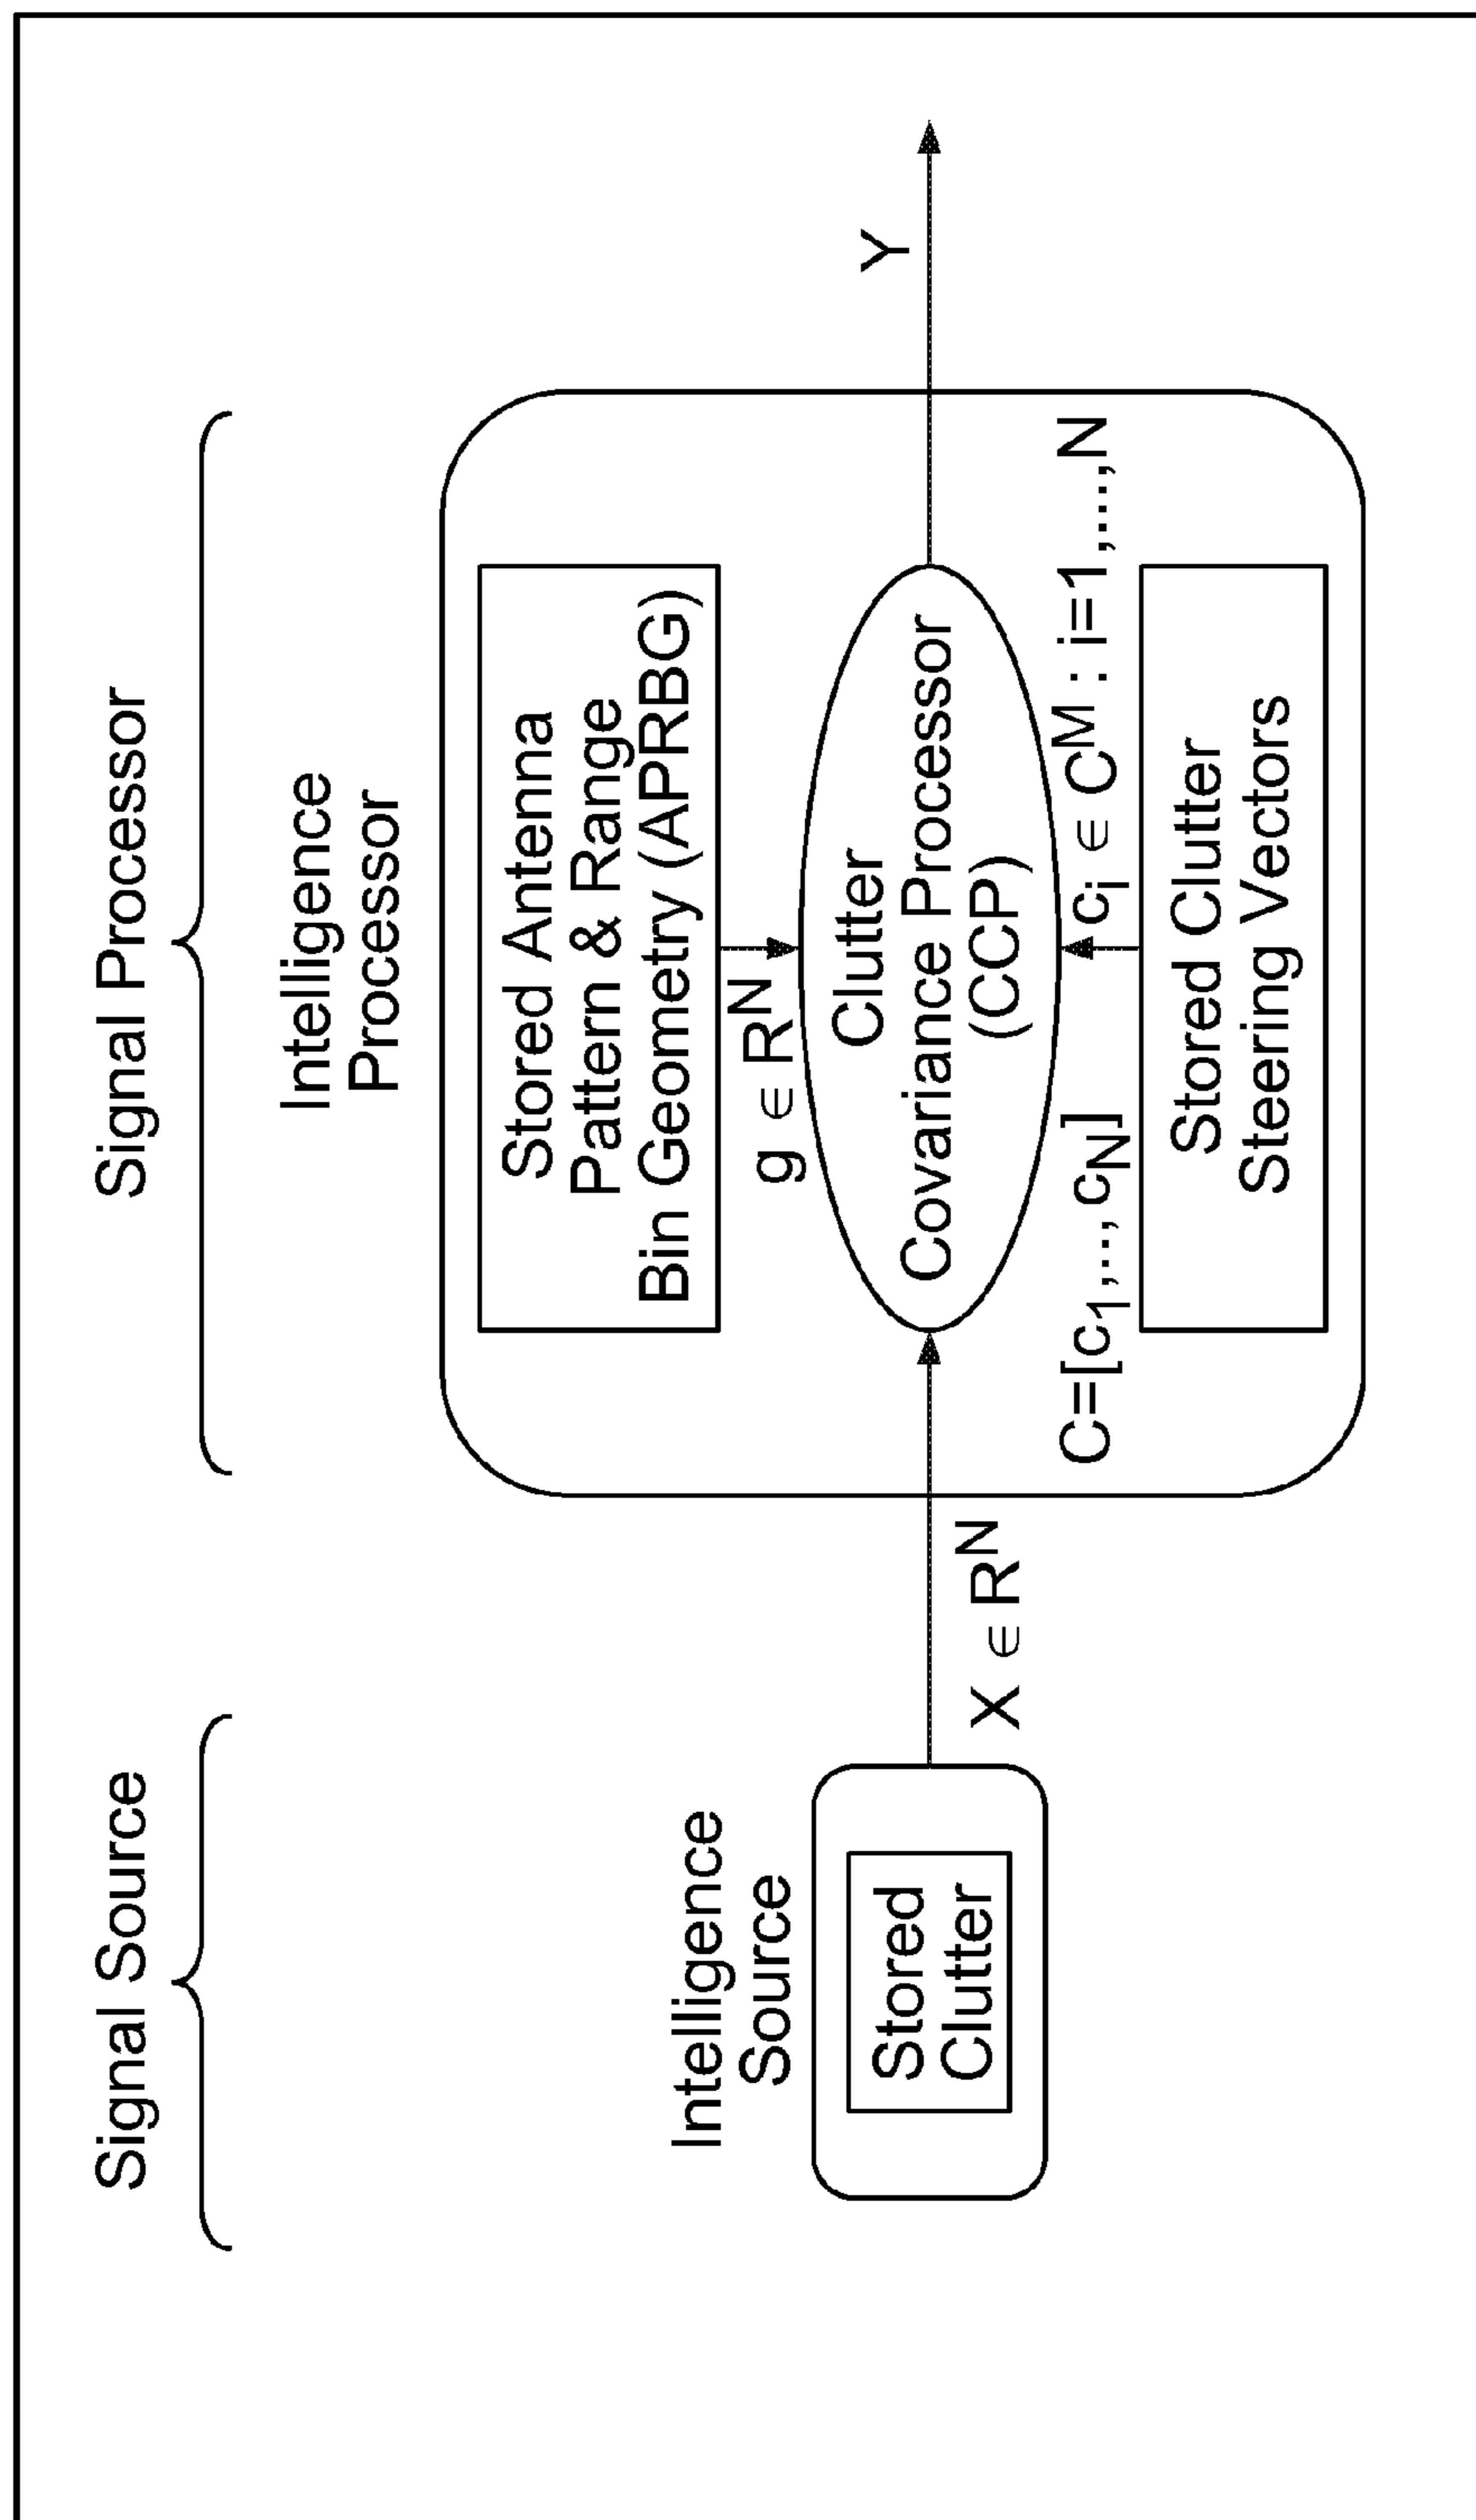 Signal Source
Signal Processor
Intelligence
Source
Stored
Clutter
X ∈ R^N
Intelligence
Processor
Stored Antenna
Pattern & Range
Bin Geometry (APRBG)
g ∈ R^N
Clutter
Covariance Processor
(CCP)
Y
C=[c_1,...,c_N]
c_i ∈ C^M : i=1,...,N
Stored Clutter
Steering Vectors